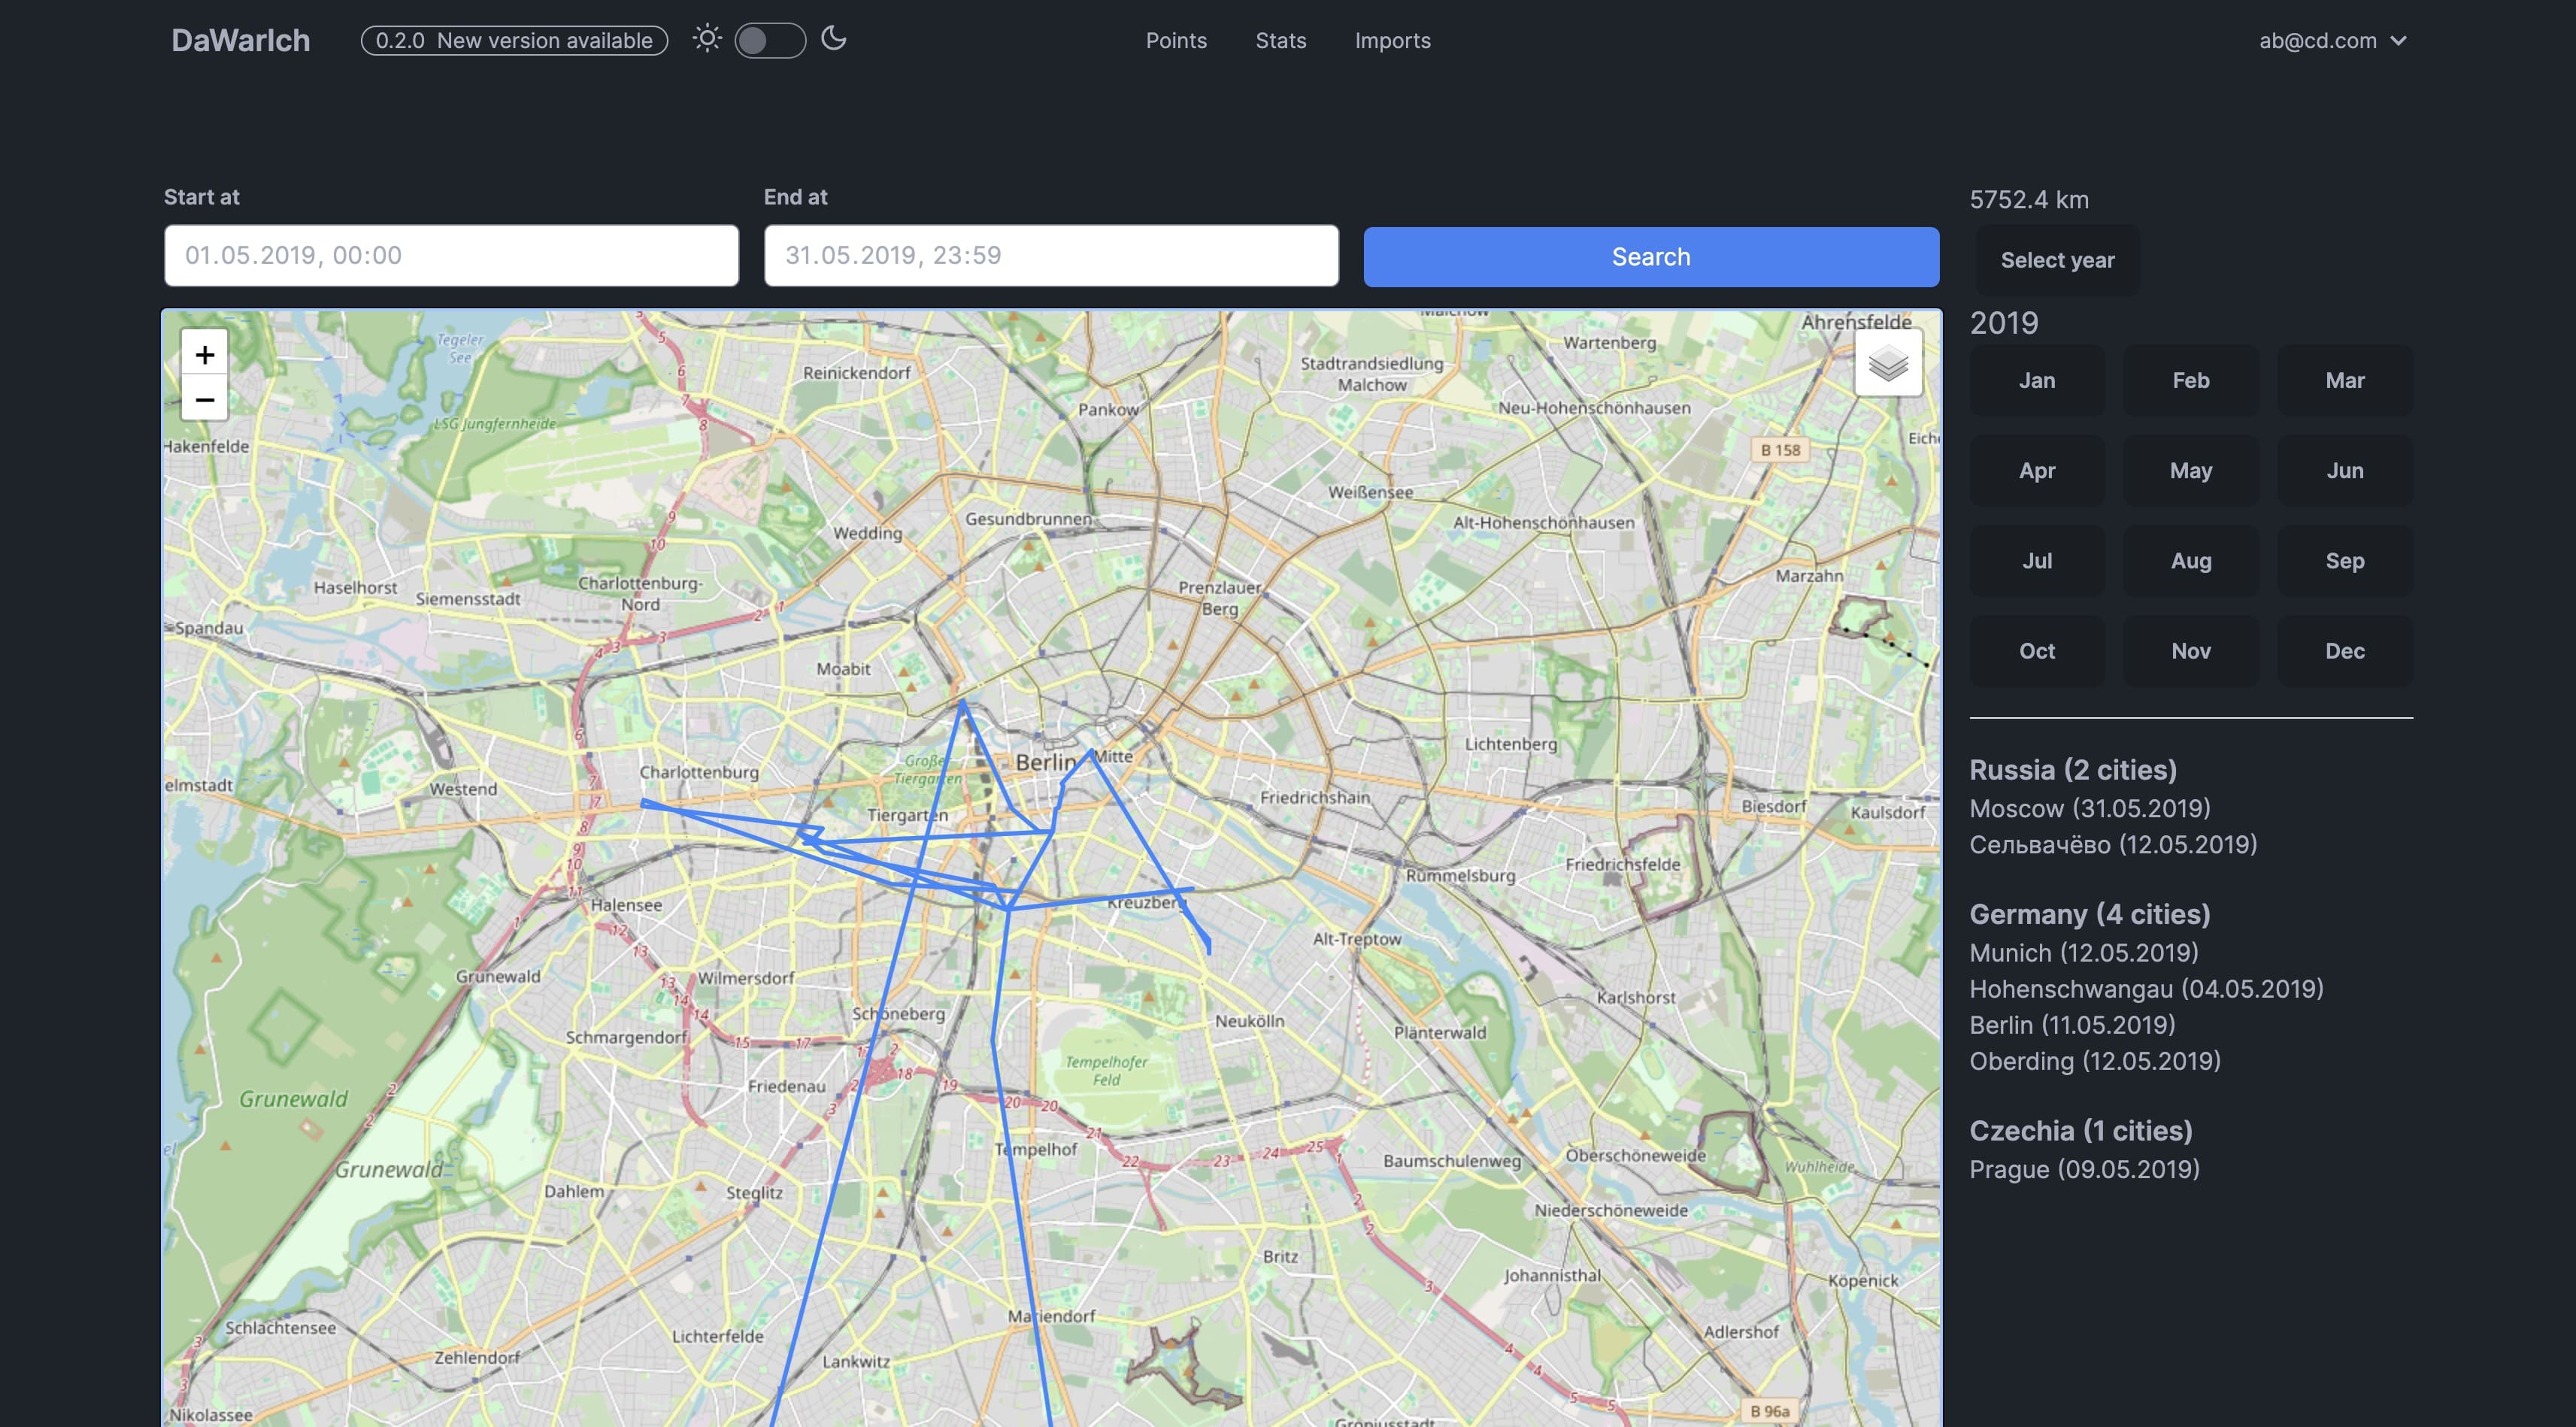 DaWarIch
0.2.0 New version available
Points
Stats
Imports
ab@cd.com
Start at
End at
01.05.2019, 00:00
31.05.2019, 23:59
Search
5752.4 km
Select year
2019
Jan
Feb
Mar
Apr
May
Jun
Jul
Aug
Sep
Oct
Nov
Dec
Russia (2 cities)
Moscow (31.05.2019)
Сельвачёво (12.05.2019)
Germany (4 cities)
Munich (12.05.2019)
Hohenschwangau (04.05.2019)
Berlin (11.05.2019)
Oberding (12.05.2019)
Czechia (1 cities)
Prague (09.05.2019)
+
−
Tegeler
See
Malchow
Ahrensfelde
Wartenberg
Reinickendorf
Stadtrandsiedlung
Malchow
Pankow
Neu-Hohenschönhausen
LSG Jungfernheide
Hakenfelde
B 158
Weißensee
Gesundbrunnen
Alt-Hohenschönhausen
Wedding
Marzahn
Haselhorst
Siemensstadt
Charlottenburg-
Nord
Prenzlauer
Berg
Spandau
Moabit
Lichtenberg
Berlin
Mitte
Große
Tiergarten
Charlottenburg
Westend
Friedrichshain
Biesdorf
Kaulsdorf
Tiergarten
Friedrichsfelde
Rummelsburg
Halensee
Kreuzberg
Alt-Treptow
Grunewald
Wilmersdorf
Karlshorst
Schöneberg
Neukölln
Plänterwald
Schmargendorf
Tempelhofer
Feld
Friedenau
Grunewald
Tempelhof
Baumschulenweg
Oberschöneweide
Wuhlheide
Grunewald
Dahlem
Steglitz
Niederschöneweide
Britz
Johannisthal
Köpenick
Mariendorf
Schlachtensee
Lichterfelde
Adlershof
Zehlendorf
Lankwitz
Nikolassee
B 96a
Gropiusstadt